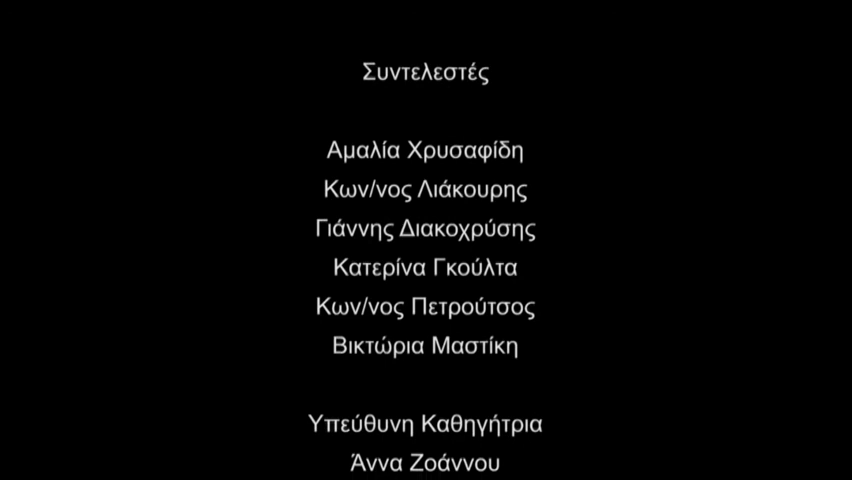 Συντελεστές
Αμαλία Χρυσαφίδη
Κων/νος Λιάκουρης
Γιάννης Διακοχρύσης
Κατερίνα Γκούλτα
Κων/νος Πετρούτσος
Βικτώρια Μαστίκη
Υπεύθυνη Καθηγήτρια
Άννα Ζοάννου